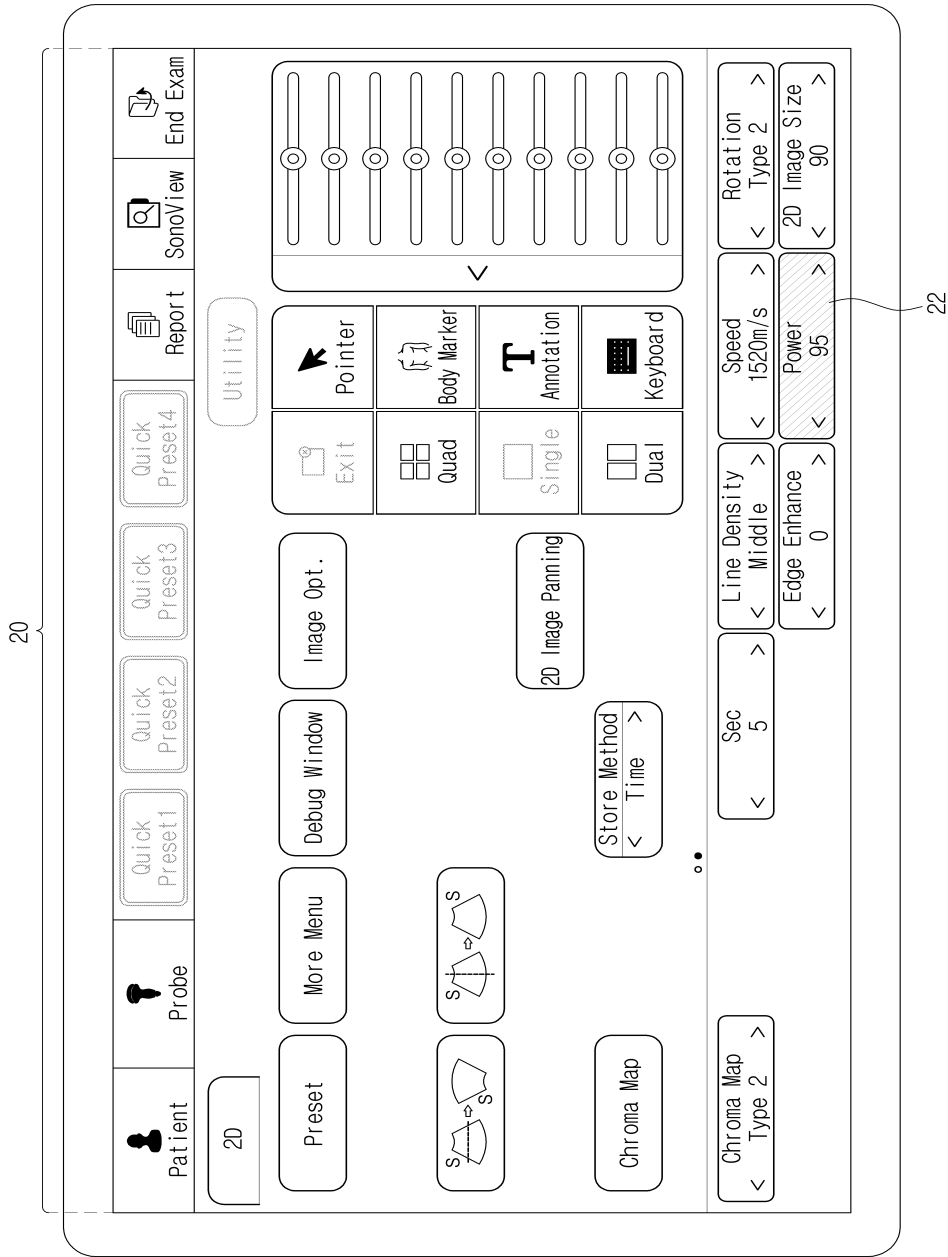 20
Patient
Probe
Quick
Preset1
Quick
Preset2
Quick
Preset3
Quick
Preset4
Report
SonoView
End Exam
2D
Utility
Preset
More Menu
Debug Window
Image Opt.
Exit
Pointer
S
S
S
S
Quad
Body Marker
2D Image Panning
Single
T
Annotation
Chroma Map
Store Method
< Time >
Dual
Keyboard
<
Chroma Map
< Type 2 >
Sec
< 5 >
Line Density
< Middle >
Speed
< 1520m/s >
Rotation
< Type 2 >
Edge Enhance
< 0 >
Power
< 95 >
2D Image Size
< 90 >
22